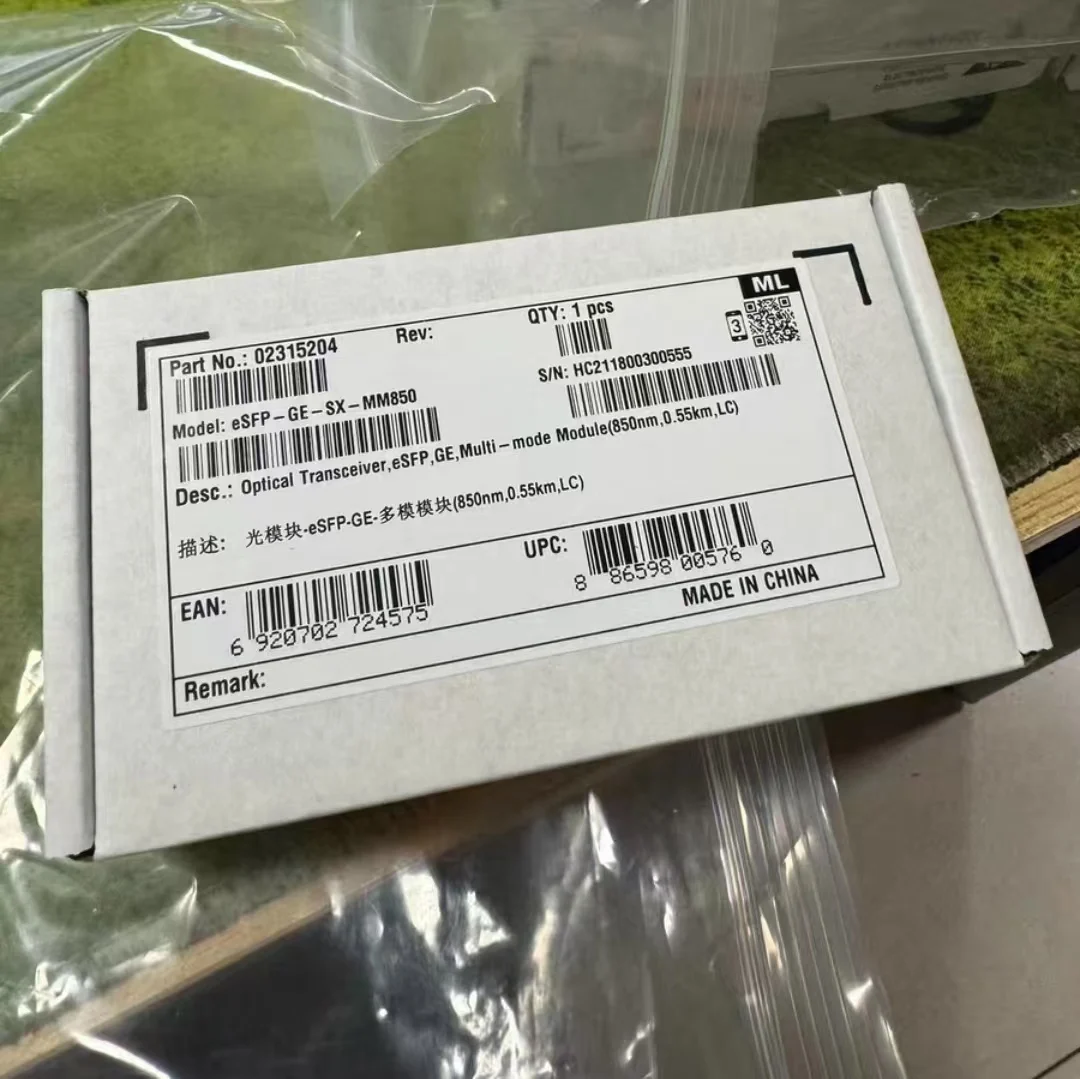 ML
Part No.: 02315204
Rev:
QTY: 1 pcs
3
Model: eSFP-GE-SX-MM850
S/N: HC211800300555
Desc.: Optical Transceiver,eSFP,GE,Multi-mode Module(850nm,0.55km,LC)
描述: 光模块-eSFP-GE-多模模块(850nm,0.55km,LC)
EAN: 6 920702 724575
UPC: 8 86598 00576 0
MADE IN CHINA
Remark: